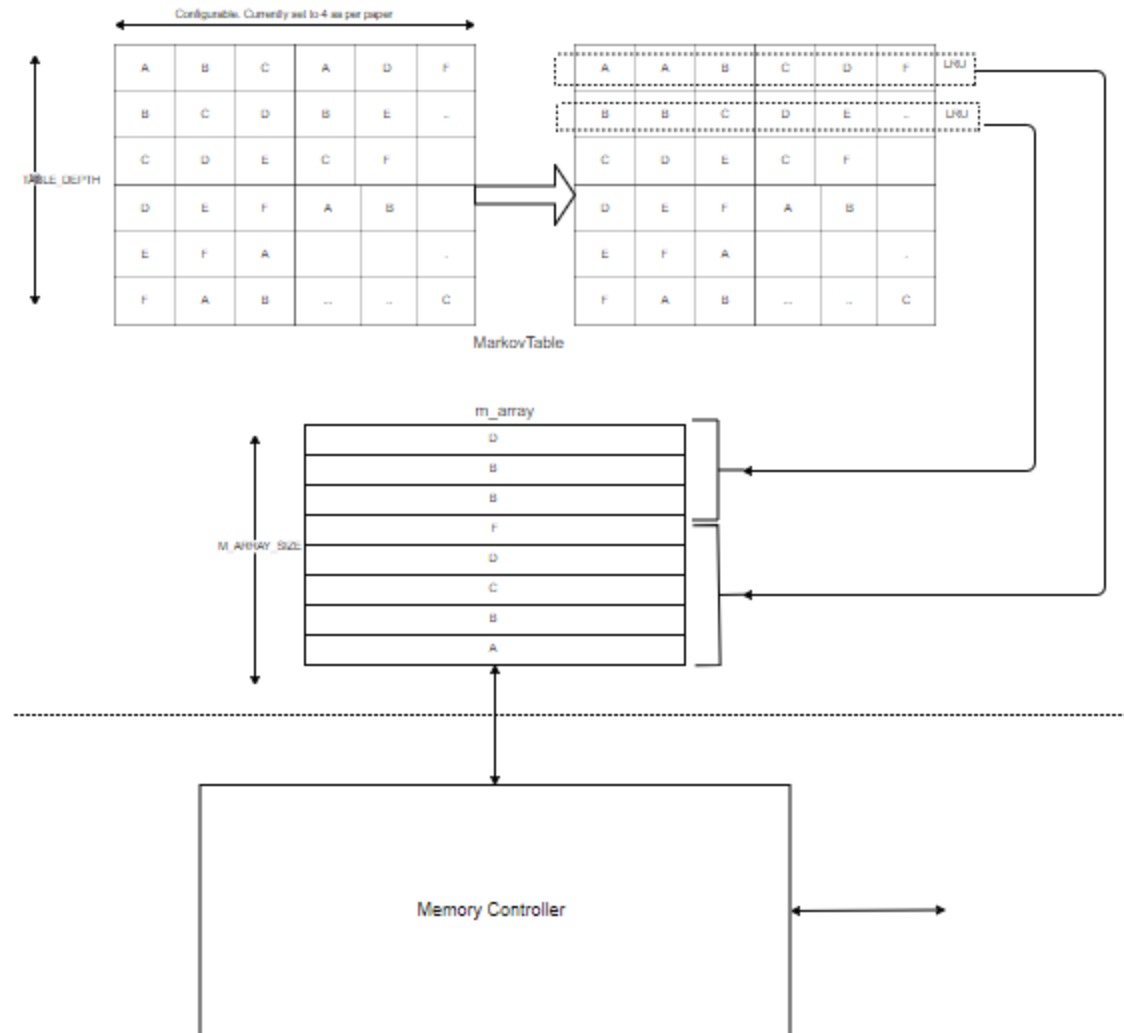 Configurable. Currently set to 4 as per paper
A B C A D F
B C D B E ..
C D E C F
TABLE_DEPTH
D E F A B
E F A .
F A B ... .. C
A A B C D F LRU
B B C D E .. LRU
C D E C F
D E F A B
E F A .
F A B ... .. C
MarkovTable
m_array
D
B
B
F
M_ARRAY_SIZE
D
C
B
A
Memory Controller